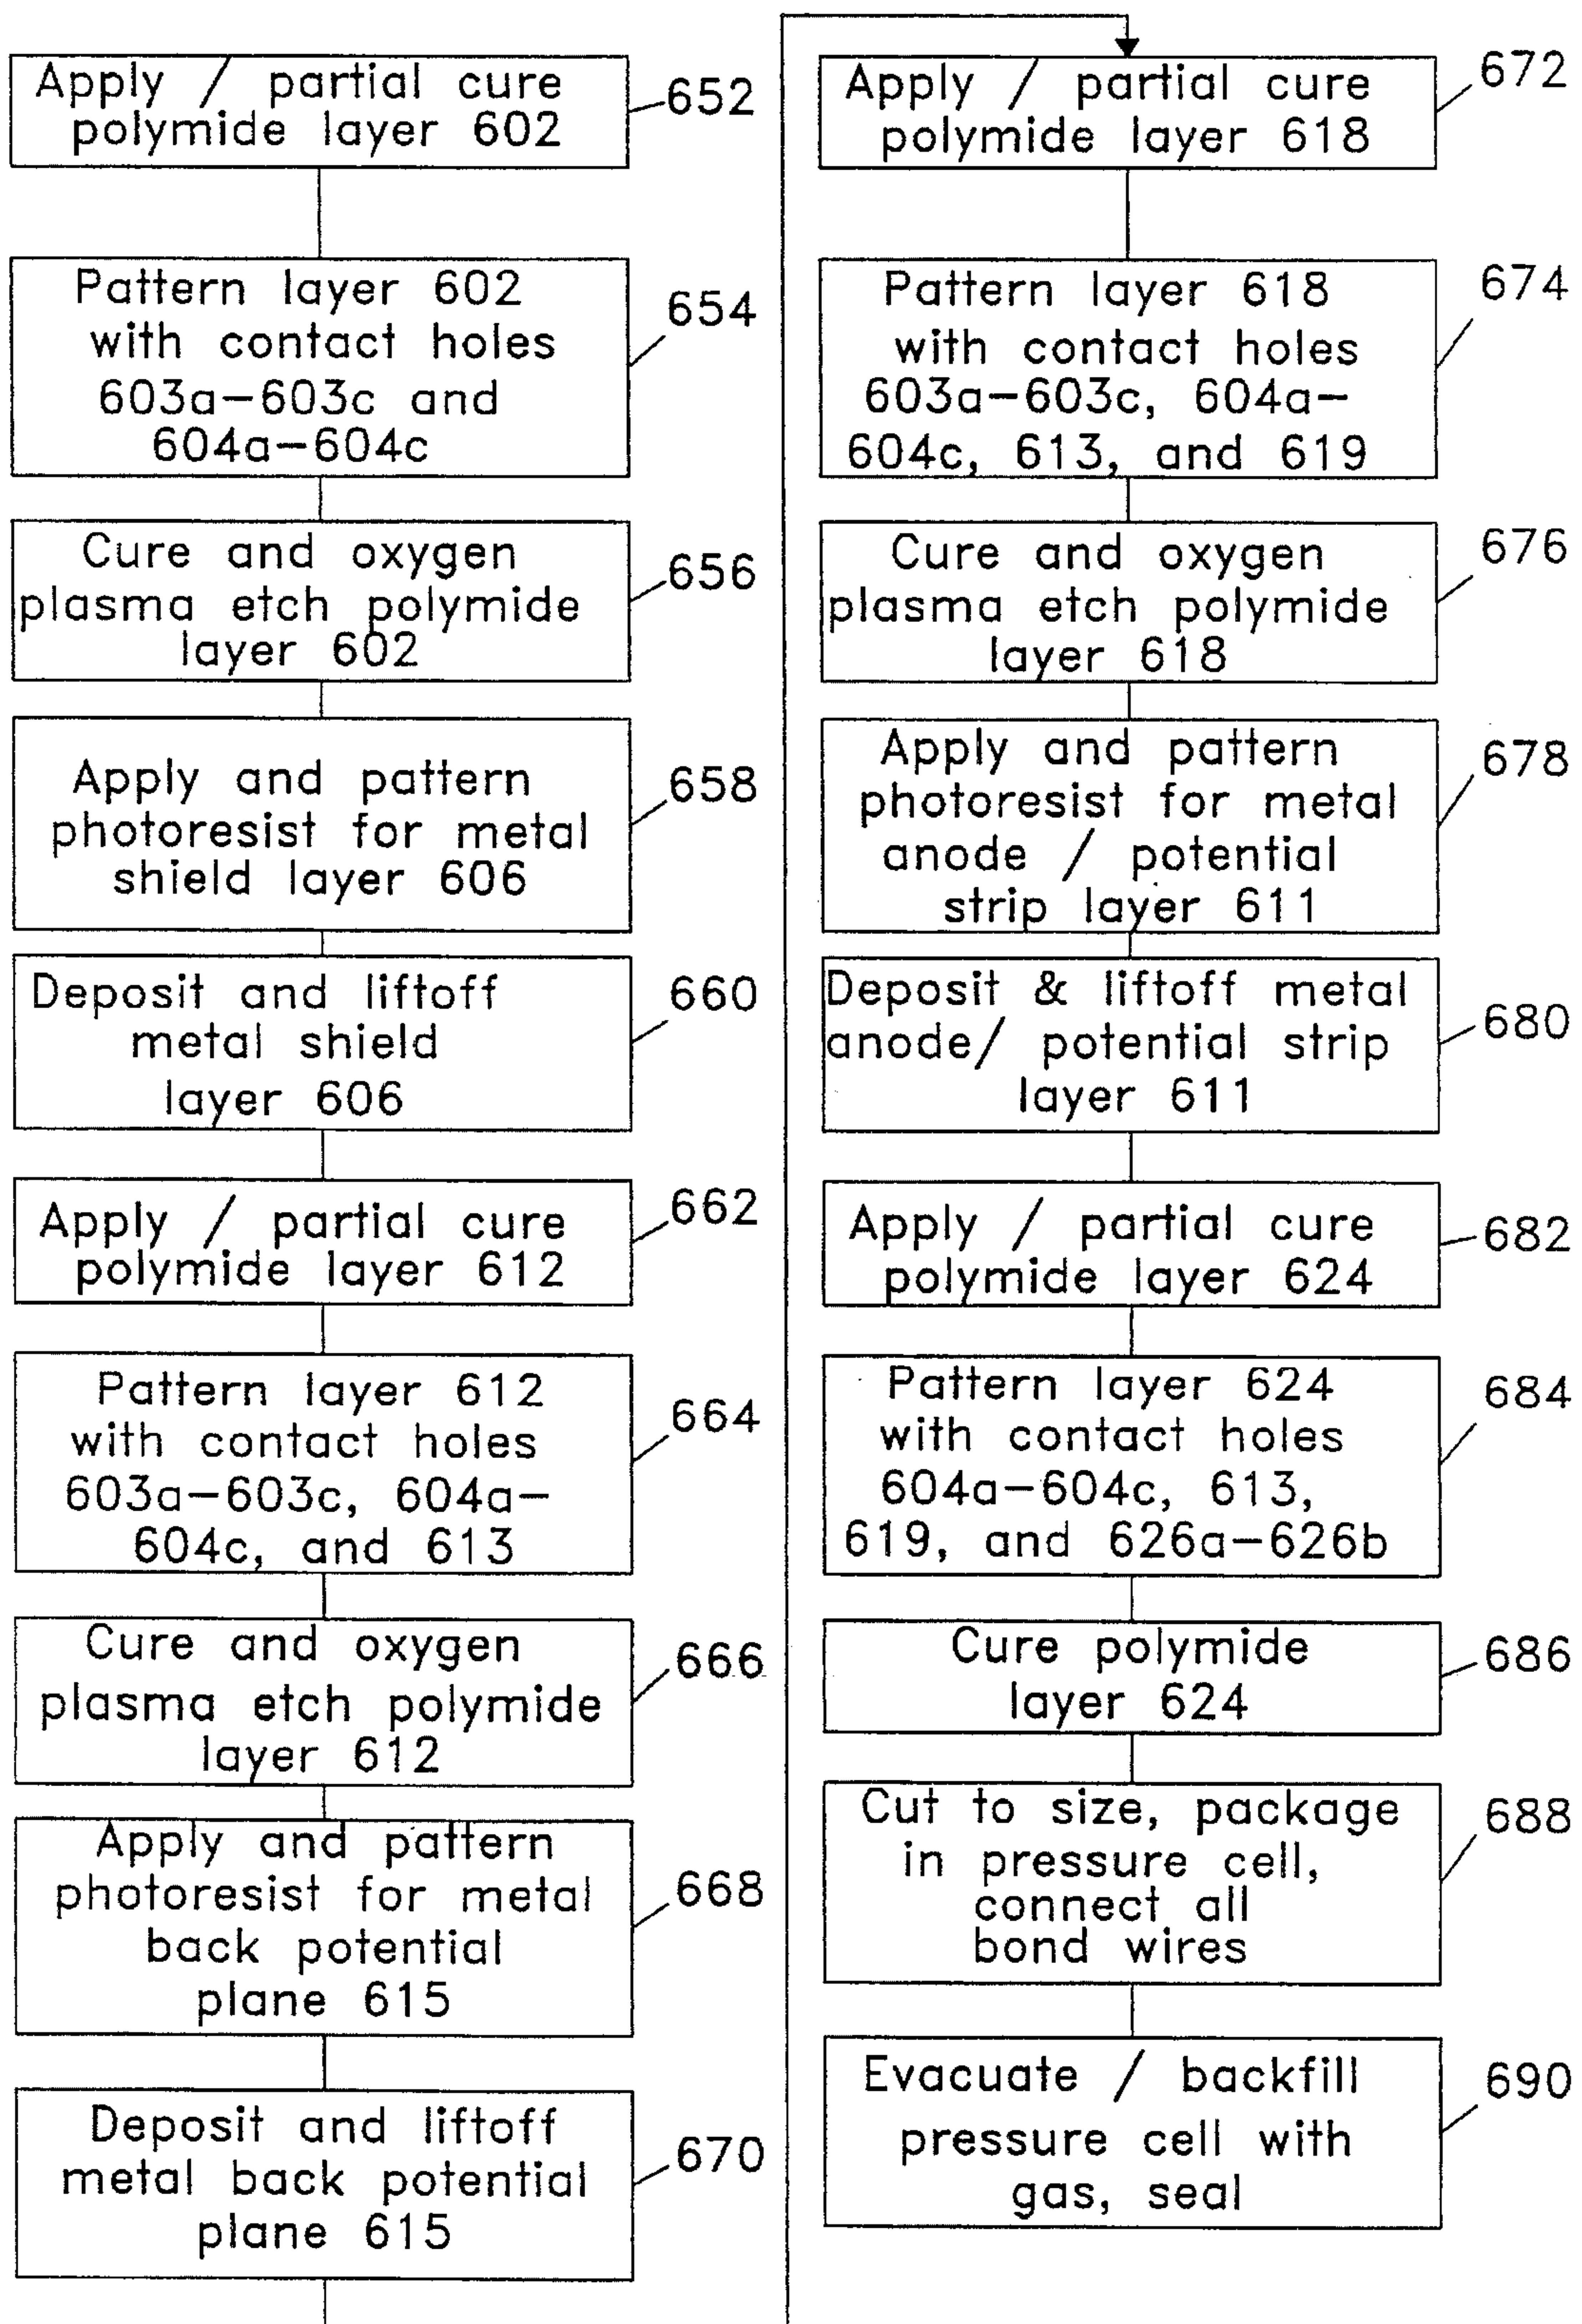 Apply / partial cure
polymide layer 602
652
Pattern layer 602
with contact holes
603a-603c and
604a-604c
654
Cure and oxygen
plasma etch polymide
layer 602
656
Apply and pattern
photoresist for metal
shield layer 606
658
Deposit and liftoff
metal shield
layer 606
660
Apply / partial cure
polymide layer 612
662
Pattern layer 612
with contact holes
603a-603c, 604a-
604c, and 613
664
Cure and oxygen
plasma etch polymide
layer 612
666
Apply and pattern
photoresist for metal
back potential
plane 615
668
Deposit and liftoff
metal back potential
plane 615
670
Apply / partial cure
polymide layer 618
672
Pattern layer 618
with contact holes
603a-603c, 604a-
604c, 613, and 619
674
Cure and oxygen
plasma etch polymide
layer 618
676
Apply and pattern
photoresist for metal
anode / potential
strip layer 611
678
Deposit & liftoff metal
anode/ potential strip
layer 611
680
Apply / partial cure
polymide layer 624
682
Pattern layer 624
with contact holes
604a-604c, 613,
619, and 626a-626b
684
Cure polymide
layer 624
686
Cut to size, package
in pressure cell,
connect all
bond wires
688
Evacuate / backfill
pressure cell with
gas, seal
690